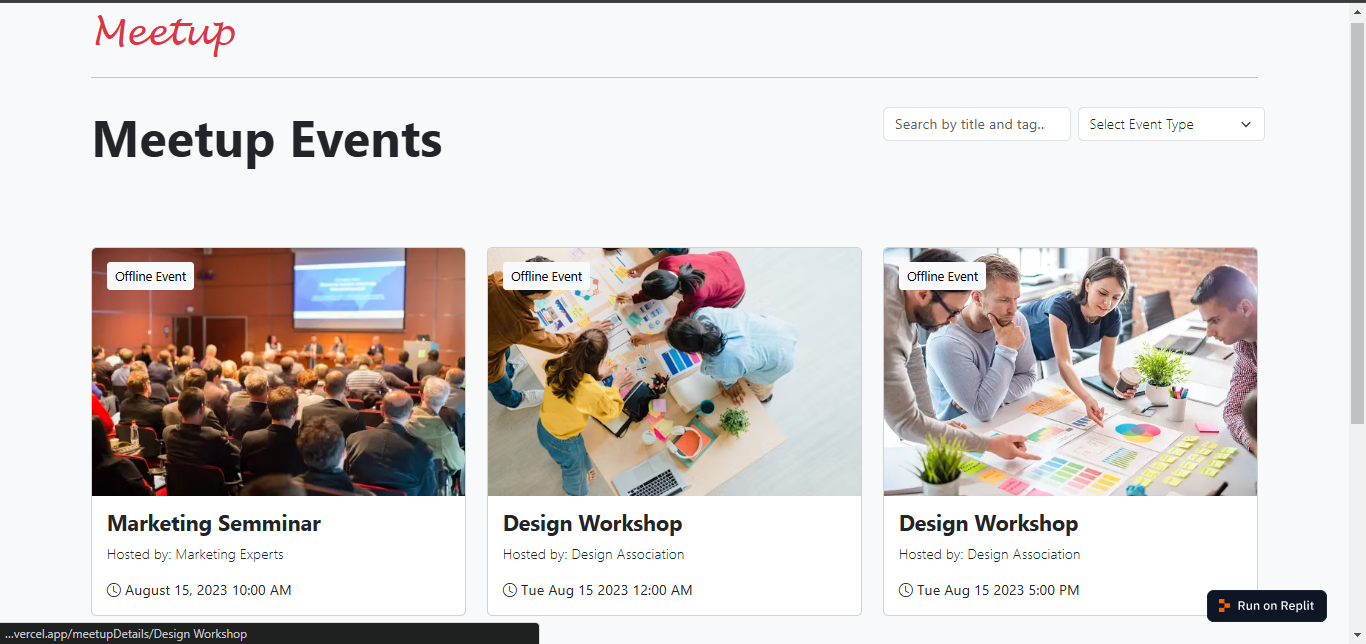 Meetup
Meetup Events
Search by title and tag..
Select Event Type
Offline Event
Offline Event
Offline Event
Marketing Semminar
Design Workshop
Design Workshop
Hosted by: Marketing Experts
Hosted by: Design Association
Hosted by: Design Association
August 15, 2023 10:00 AM
Tue Aug 15 2023 12:00 AM
Tue Aug 15 2023 5:00 PM
Run on Replit
...vercel.app/meetupDetails/Design Workshop